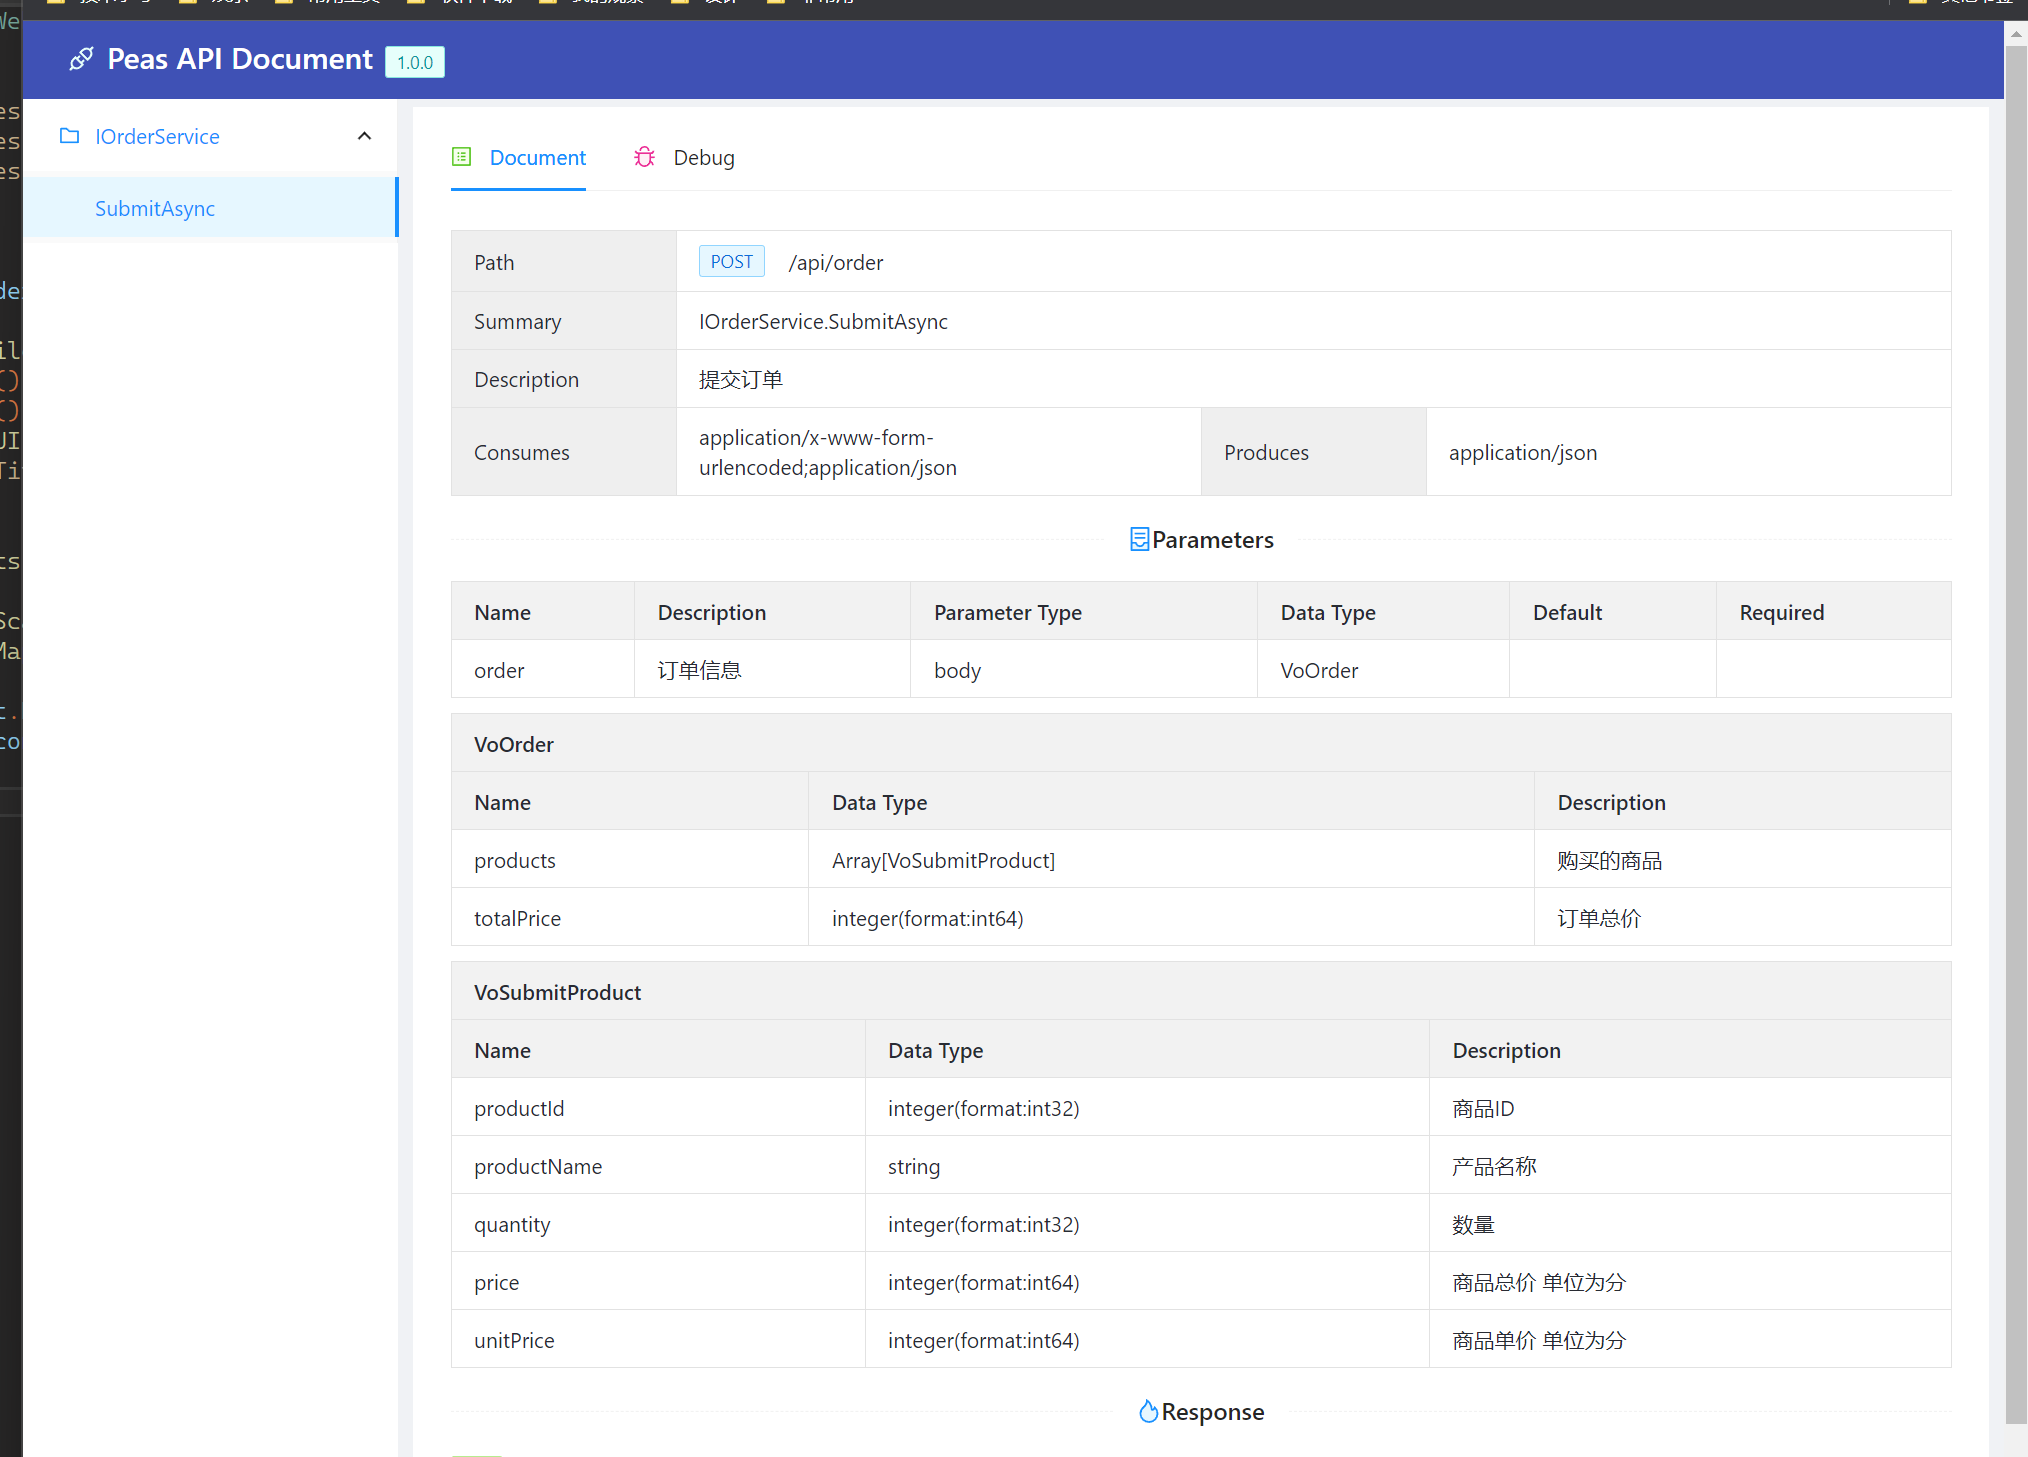 Peas API Document 1.0.0
IOrderService
SubmitAsync
Document Debug
Path POST /api/order
Summary IOrderService.SubmitAsync
Description 提交订单
Consumes application/x-www-form-
urlencoded;application/json Produces application/json
Parameters
Name Description Parameter Type Data Type Default Required
order 订单信息 body VoOrder
VoOrder
Name Data Type Description
products Array[VoSubmitProduct] 购买的商品
totalPrice integer(format:int64) 订单总价
VoSubmitProduct
Name Data Type Description
productId integer(format:int32) 商品ID
productName string 产品名称
quantity integer(format:int32) 数量
price integer(format:int64) 商品总价 单位为分
unitPrice integer(format:int64) 商品单价 单位为分
Response